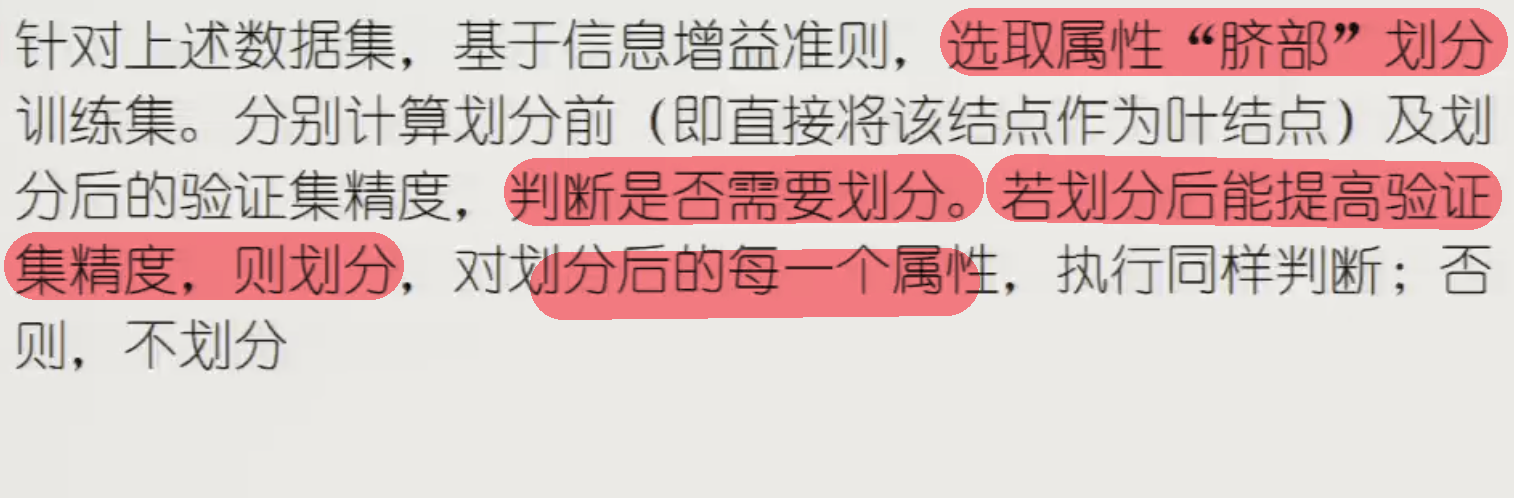 针对上述数据集，基于信息增益准则，选取属性“脐部”划分
训练集。分别计算划分前（即直接将该结点作为叶结点）及划
分后的验证集精度，判断是否需要划分。若划分后能提高验证
集精度，则划分，对划分后的每一个属性，执行同样判断；否
则，不划分